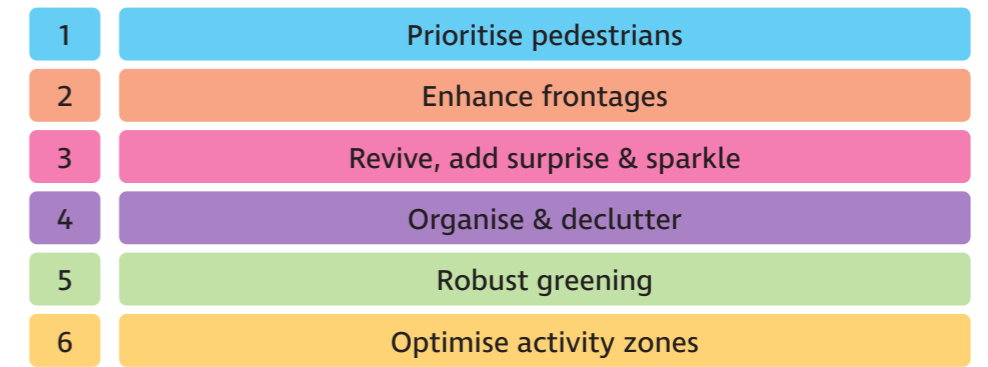 1 Prioritise pedestrians
2 Enhance frontages
3 Revive, add surprise & sparkle
4 Organise & declutter
5 Robust greening
6 Optimise activity zones